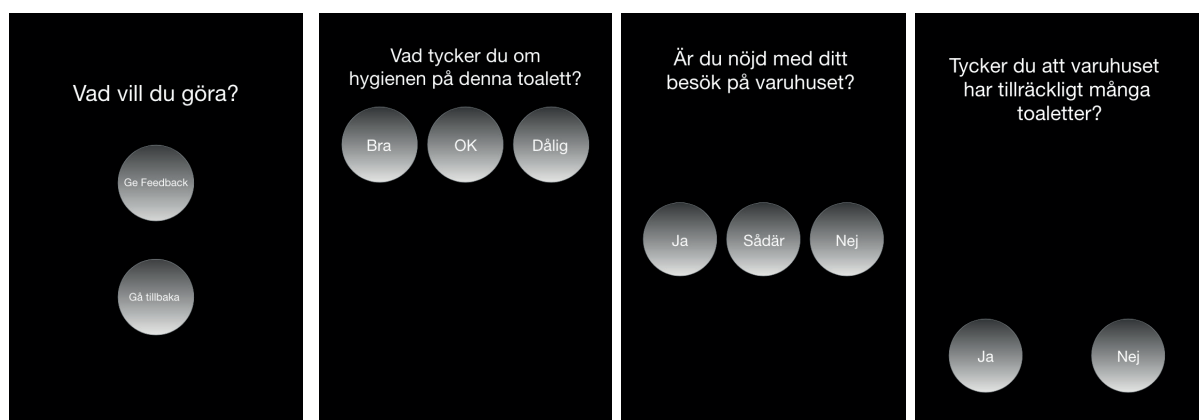 Vad vill du göra?
Ge Feedback
Gå tillbaka
Vad tycker du om
hygienen på denna toalett?
Bra
OK
Dålig
Är du nöjd med ditt
besök på varuhuset?
Ja
Sådär
Nej
Tycker du att varuhuset
har tillräckligt många
toaletter?
Ja
Nej